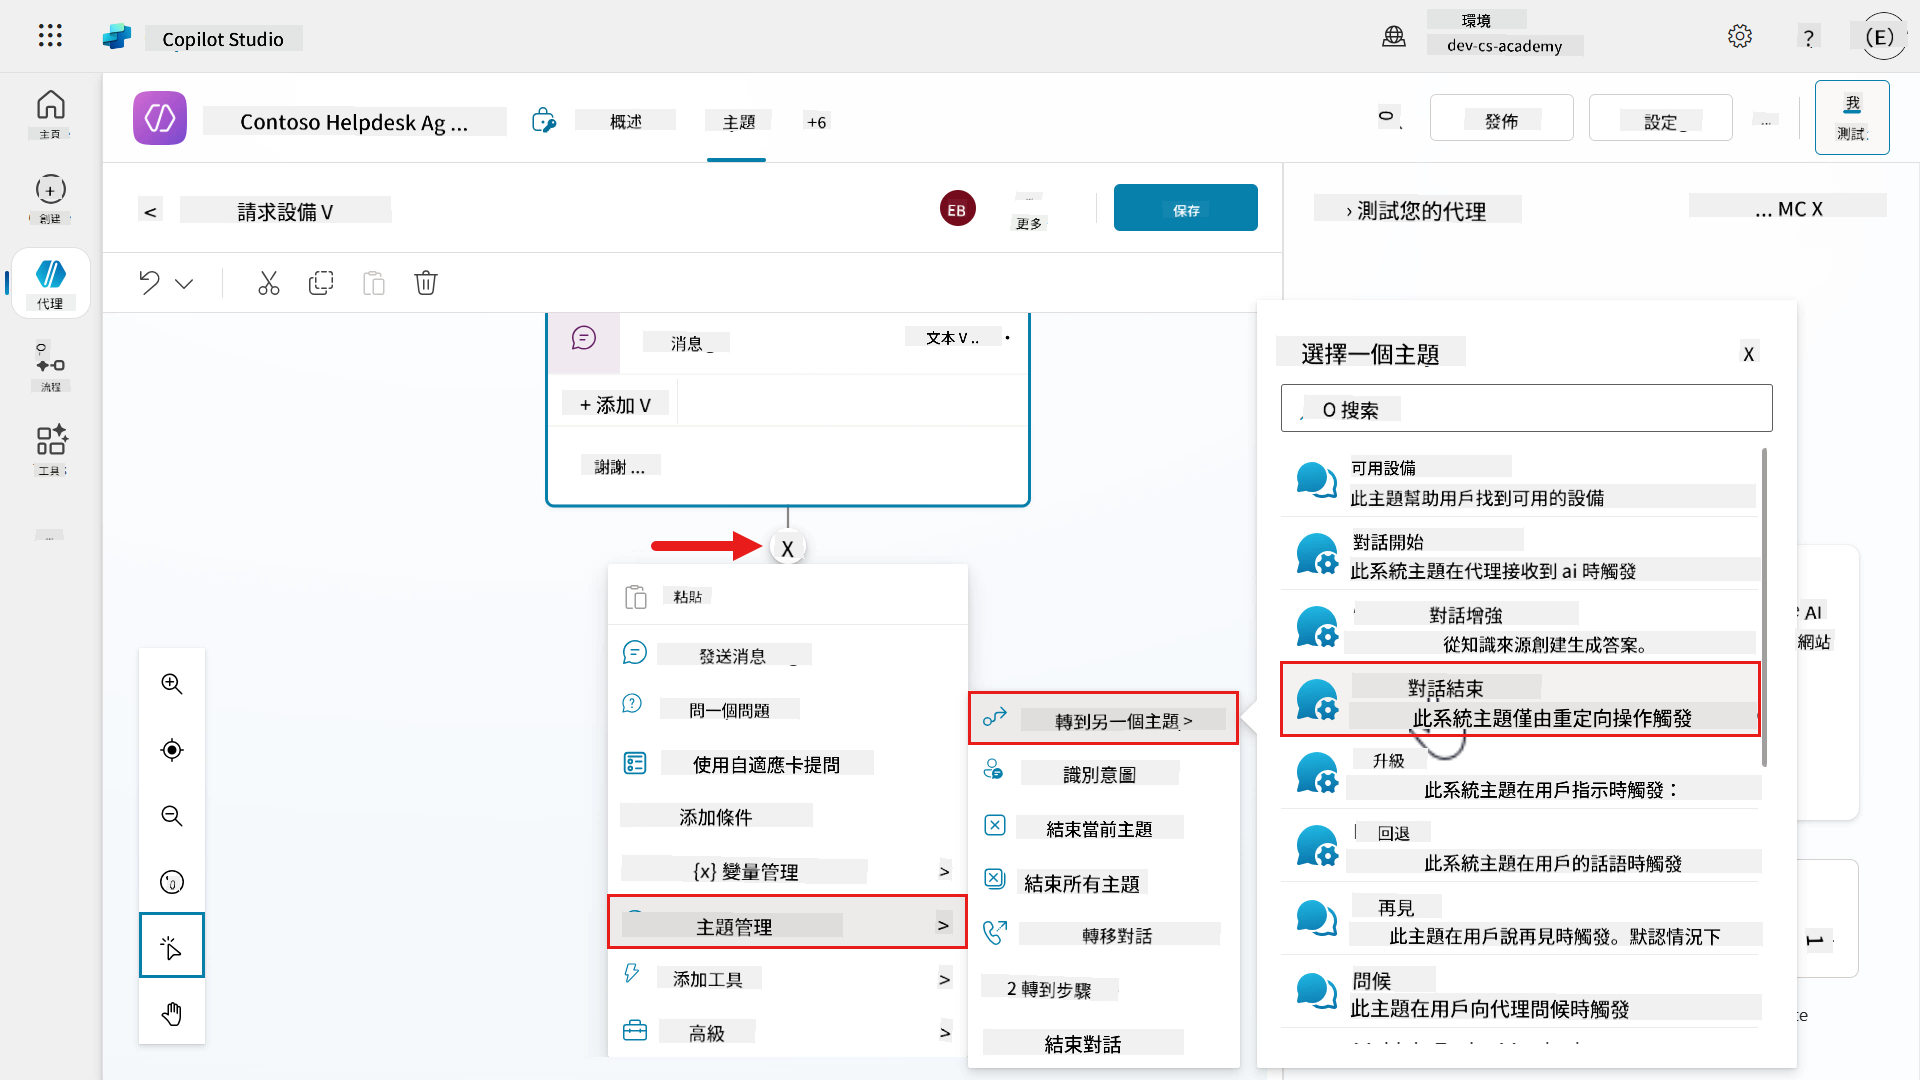 Copilot Studio
環境
dev-cs-academy
?
(E)
主頁
創建
代理
流程
工具
Contoso Helpdesk Ag ...
概述
主題
+6
發佈
設定
...
我
測試
<
請求設備 V
EB
更多
保存
› 測試您的代理
... MC X
消息
文本 V ..
+ 添加 V
謝謝 ...
X
粘貼
發送消息
問一個問題
使用自適應卡提問
添加條件
{x} 變量管理 >
主題管理 >
添加工具 >
高級 >
轉到另一個主題 >
識別意圖
結束當前主題
結束所有主題
轉移對話
2 轉到步驟
結束對話
選擇一個主題
X
O 搜索
可用設備
此主題幫助用戶找到可用的設備
對話開始
此系統主題在代理接收到 ai 時觸發
對話增強
從知識來源創建生成答案。
對話結束
此系統主題僅由重定向操作觸發
升級
此系統主題在用戶指示時觸發：
回退
此系統主題在用戶的話語時觸發
再見
此主題在用戶說再見時觸發。默認情況下
問候
此主題在用戶向代理問候時觸發
AI
網站